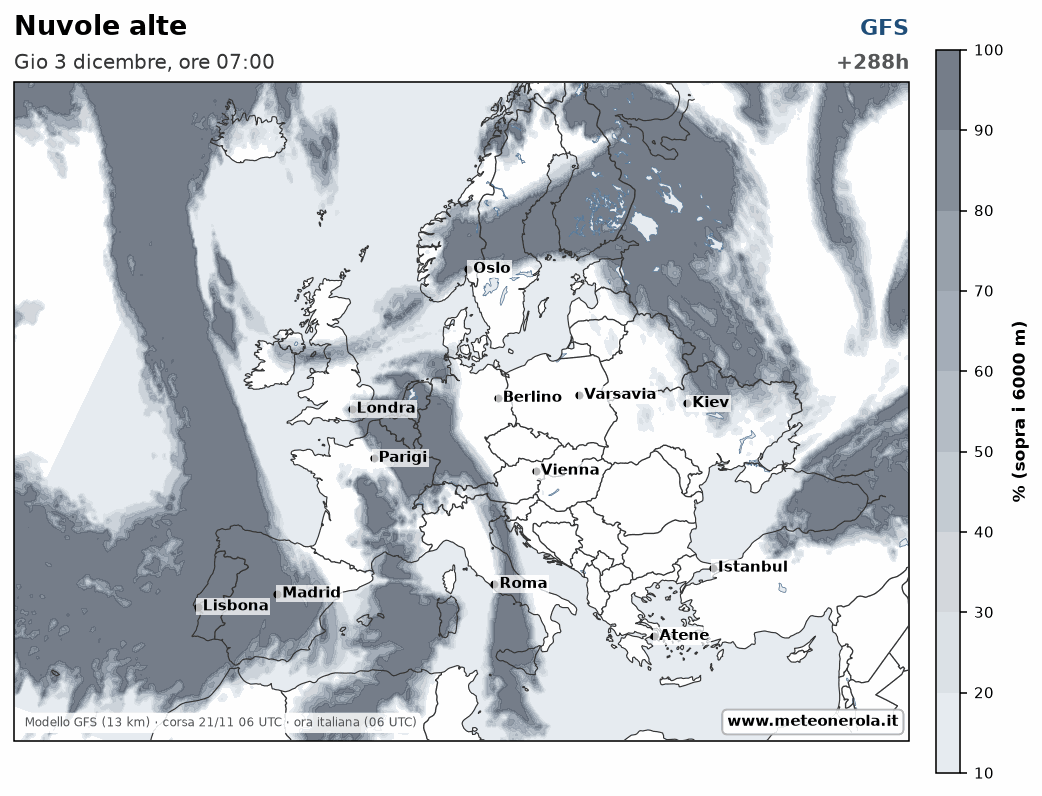 Nuvole alte
GFS
Gio 3 dicembre, ore 07:00
+288h
100
90
80
70
60
50
40
30
20
10
% (sopra i 6000 m)
Oslo
Londra
Berlino
Varsavia
Kiev
Parigi
Vienna
Istanbul
Roma
Madrid
Lisbona
Atene
Modello GFS (13 km) · corsa 21/11 06 UTC · ora italiana (06 UTC)
www.meteonerola.it